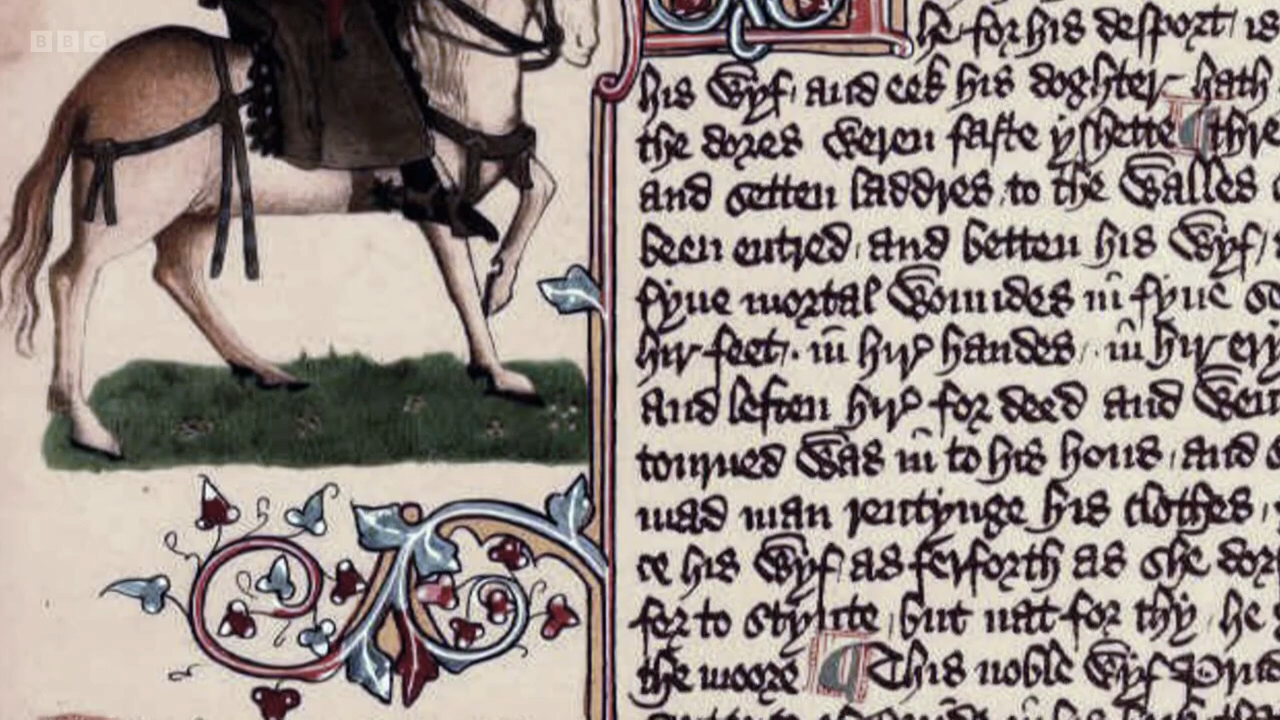 BBC
he for his desport is
his wyf and eek his doghter hath
the dores weren faste yshette thre
and setten laddres to the walles
been entred and betten his wyf
fyue mortal woundes in fyue
hir feet in hir handes in hir
and leften hir for deed and
tourned was in to his hous and
mad man rentynge his clothes
ce his wyf as ferforth as she
for to stynte but nat for thy he
the moore This noble wyf